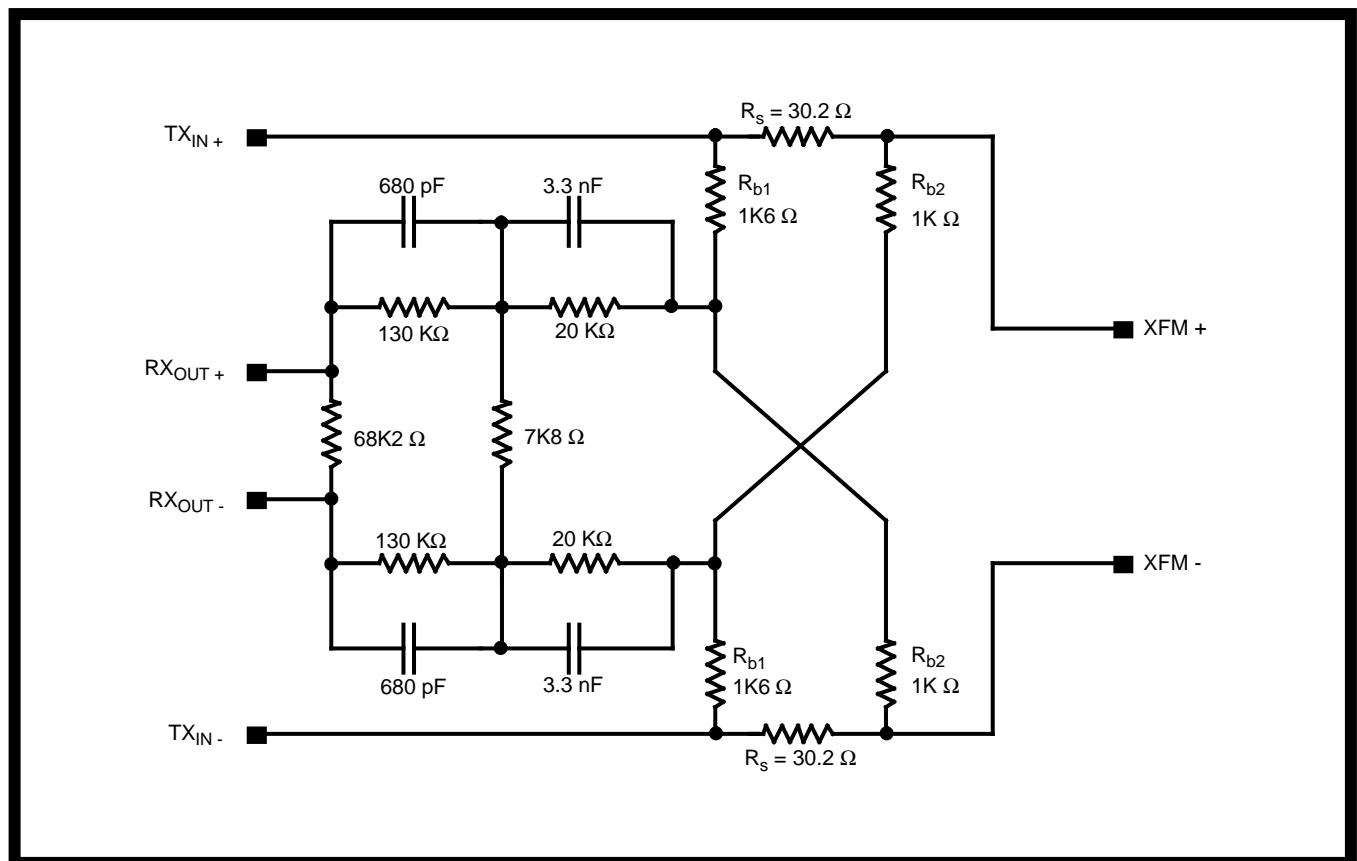 R_s = 30.2 Ω
TX_IN +
680 pF
3.3 nF
R_b1
1K6 Ω
R_b2
1K Ω
130 KΩ
20 KΩ
XFM +
RX_OUT +
68K2 Ω
7K8 Ω
RX_OUT -
130 KΩ
20 KΩ
XFM -
R_b1
1K6 Ω
R_b2
1K Ω
680 pF
3.3 nF
TX_IN -
R_s = 30.2 Ω